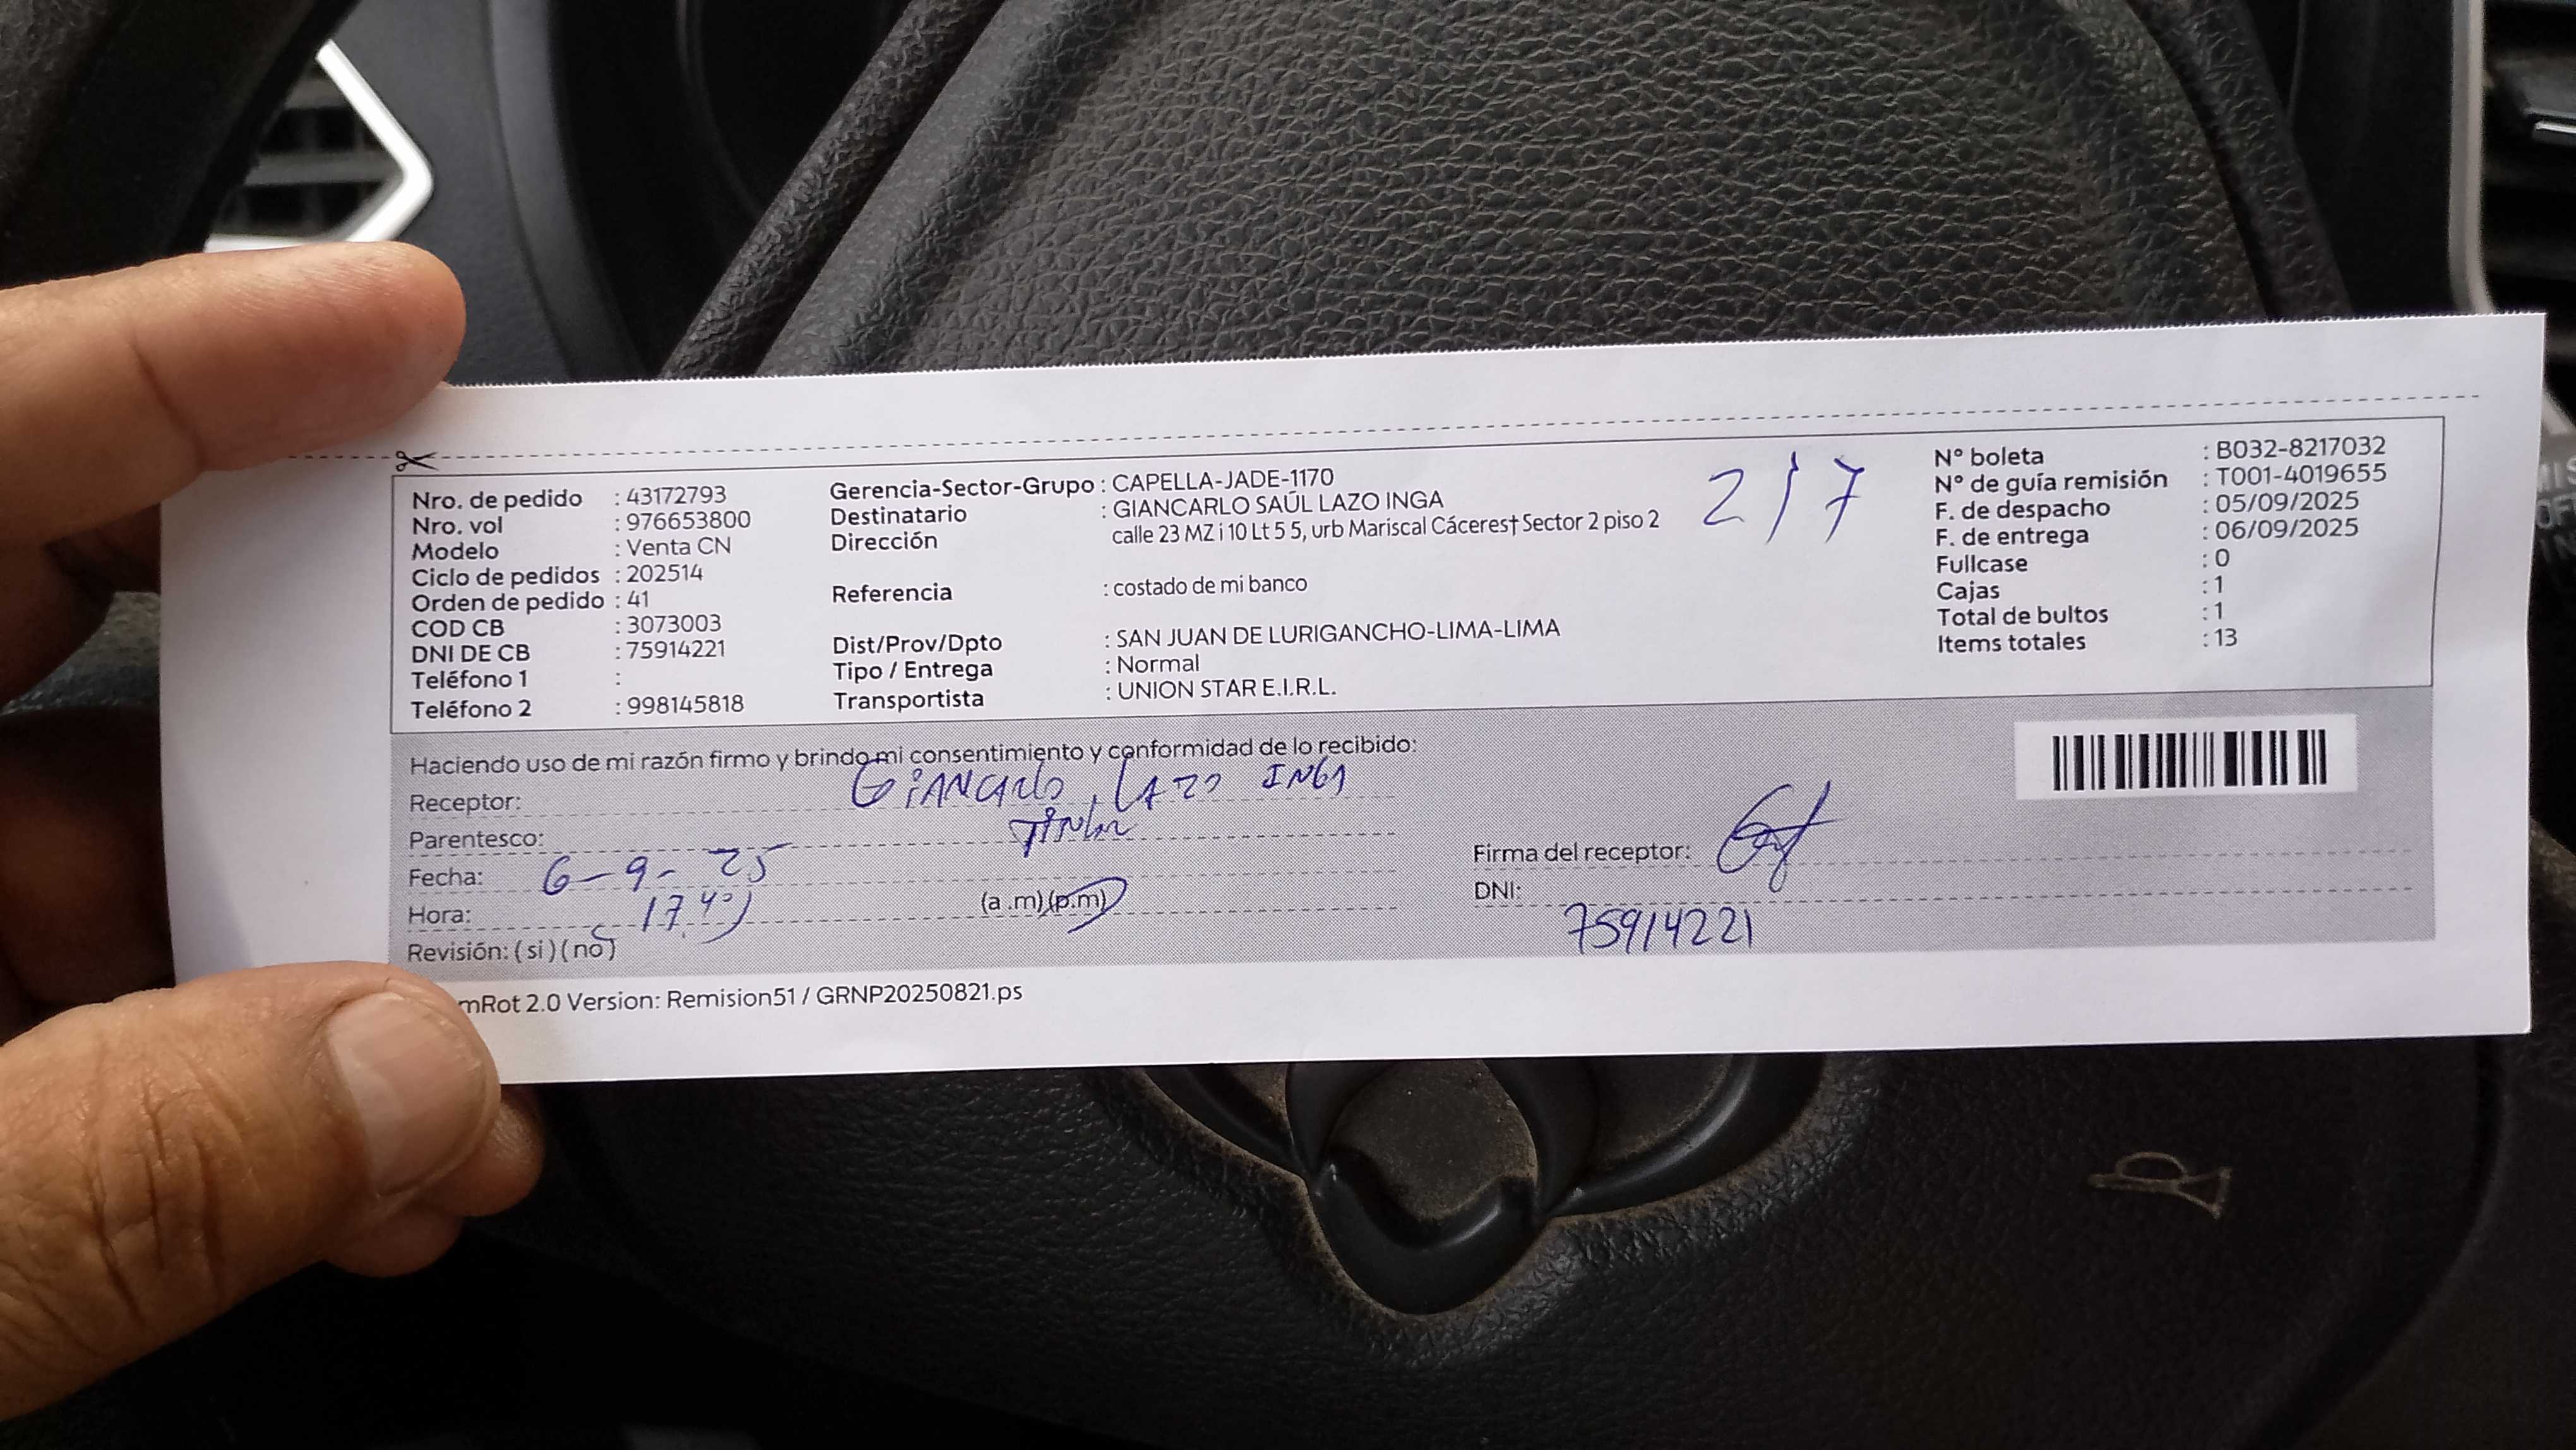 Nro. de pedido : 43172793
Nro. vol : 976653800
Modelo : Venta CN
Ciclo de pedidos : 202514
Orden de pedido : 41
COD CB : 3073003
DNI DE CB : 75914221
Teléfono 1 :
Teléfono 2 : 998145818
Gerencia-Sector-Grupo : CAPELLA-JADE-1170
Destinatario : GIANCARLO SAÚL LAZO INGA
Dirección calle 23 MZ i 10 Lt 5 5, urb Mariscal Cáceres† Sector 2 piso 2
Referencia : costado de mi banco
Dist/Prov/Dpto : SAN JUAN DE LURIGANCHO-LIMA-LIMA
Tipo / Entrega : Normal
Transportista : UNION STAR E.I.R.L.
2/7
N° boleta : B032-8217032
N° de guía remisión : T001-4019655
F. de despacho : 05/09/2025
F. de entrega : 06/09/2025
Fullcase : 0
Cajas : 1
Total de bultos : 1
Items totales : 13
Haciendo uso de mi razón firmo y brindo mi consentimiento y conformidad de lo recibido:
Receptor: GiANCArlo LAZO INGA
Parentesco:
Fecha: 6-9-25
Hora: 17 40 (a .m) (p.m)
Revisión: ( si ) ( no )
Firma del receptor:
DNI: 75914221
mRot 2.0 Version: Remision51 / GRNP20250821.ps